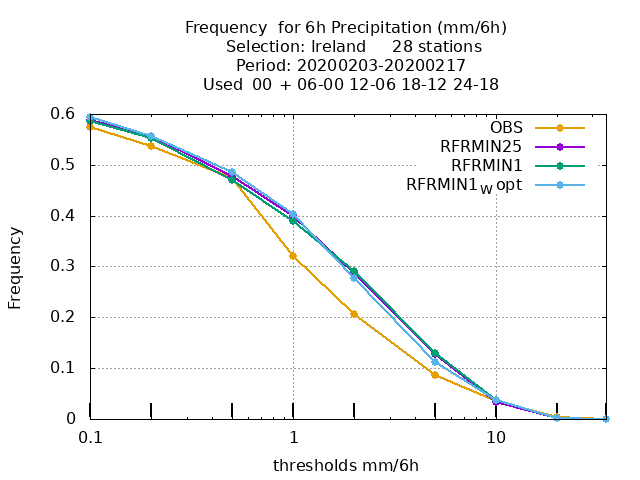 Frequency  for 6h Precipitation (mm/6h)
Selection: Ireland     28 stations
Period: 20200203-20200217
Used  00  + 06-00 12-06 18-12 24-18
OBS
RFRMIN25
RFRMIN1
RFRMIN1w opt
0.6
0.5
0.4
0.3
0.2
0.1
0
Frequency
0.1
1
10
thresholds mm/6h